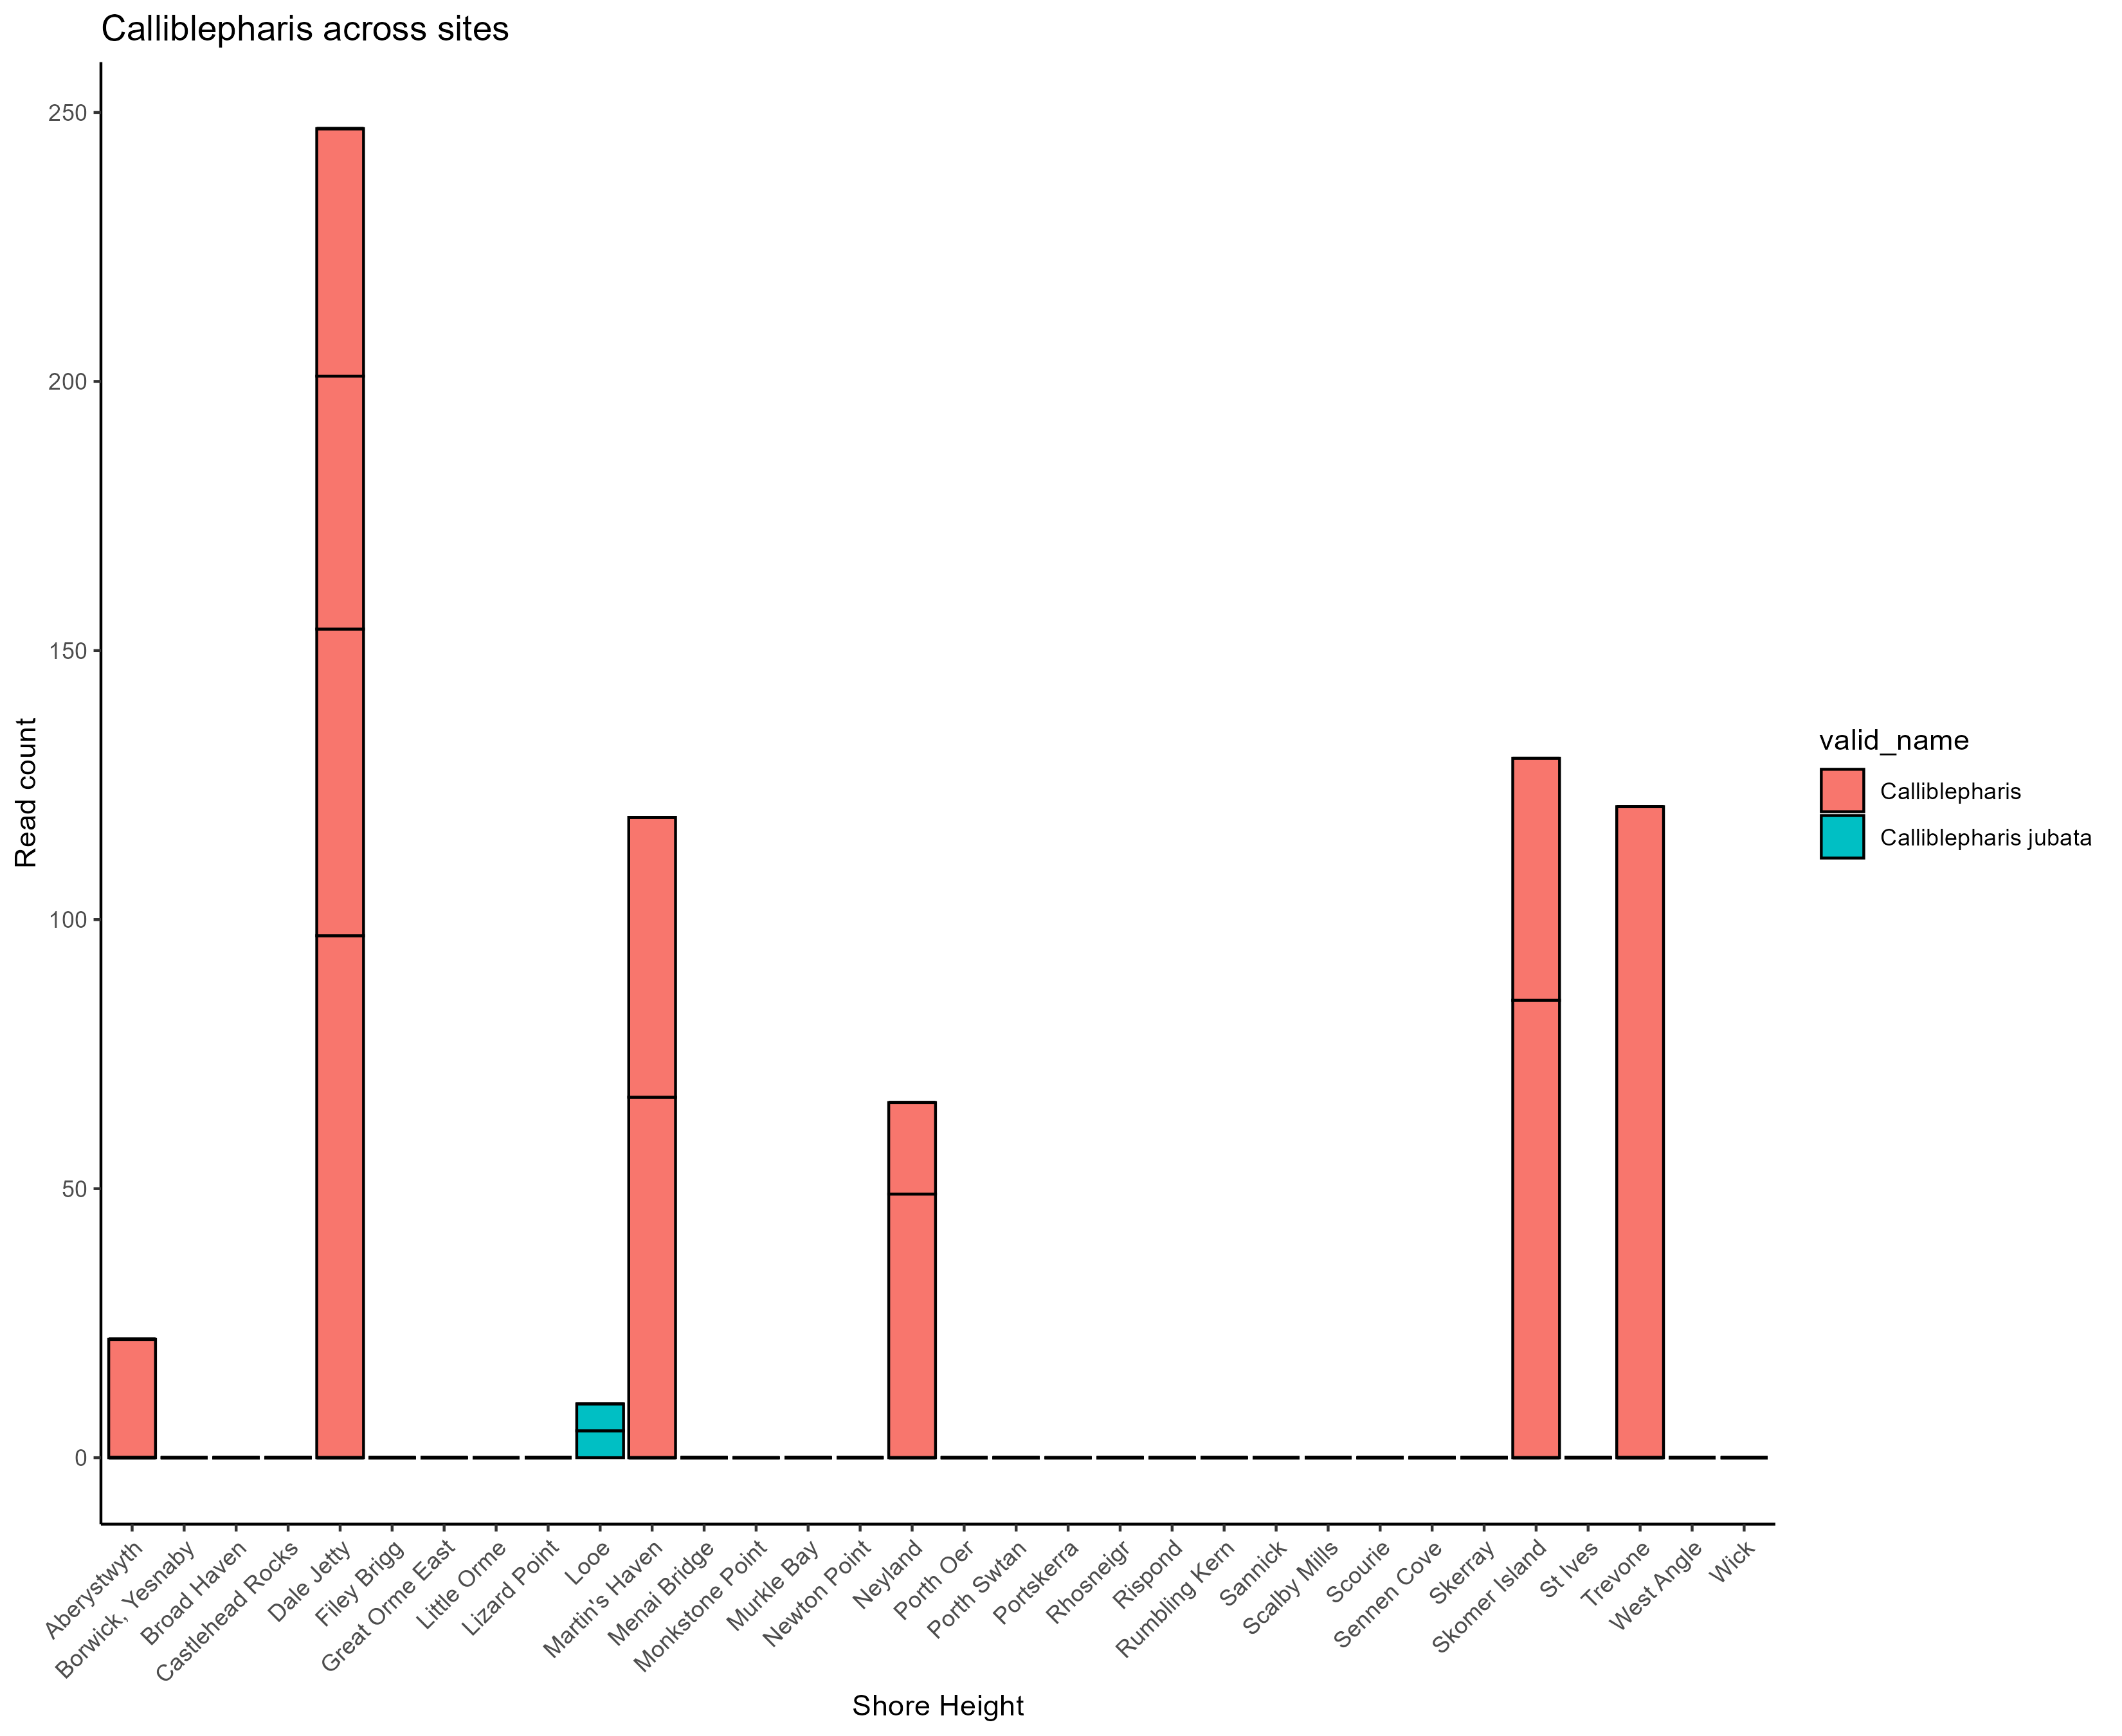 Calliblepharis across sites
250
200
150
100
50
0
Read count
Aberystwyth
Borwick, Yesnaby
Broad Haven
Castlehead Rocks
Dale Jetty
Filey Brigg
Great Orme East
Little Orme
Lizard Point
Looe
Martin's Haven
Menai Bridge
Monkstone Point
Murkle Bay
Newton Point
Neyland
Porth Oer
Porth Swtan
Portskerra
Rhosneigr
Rispond
Rumbling Kern
Sannick
Scalby Mills
Scourie
Sennen Cove
Skerray
Skomer Island
St Ives
Trevone
West Angle
Wick
Shore Height
valid_name
Calliblepharis
Calliblepharis jubata